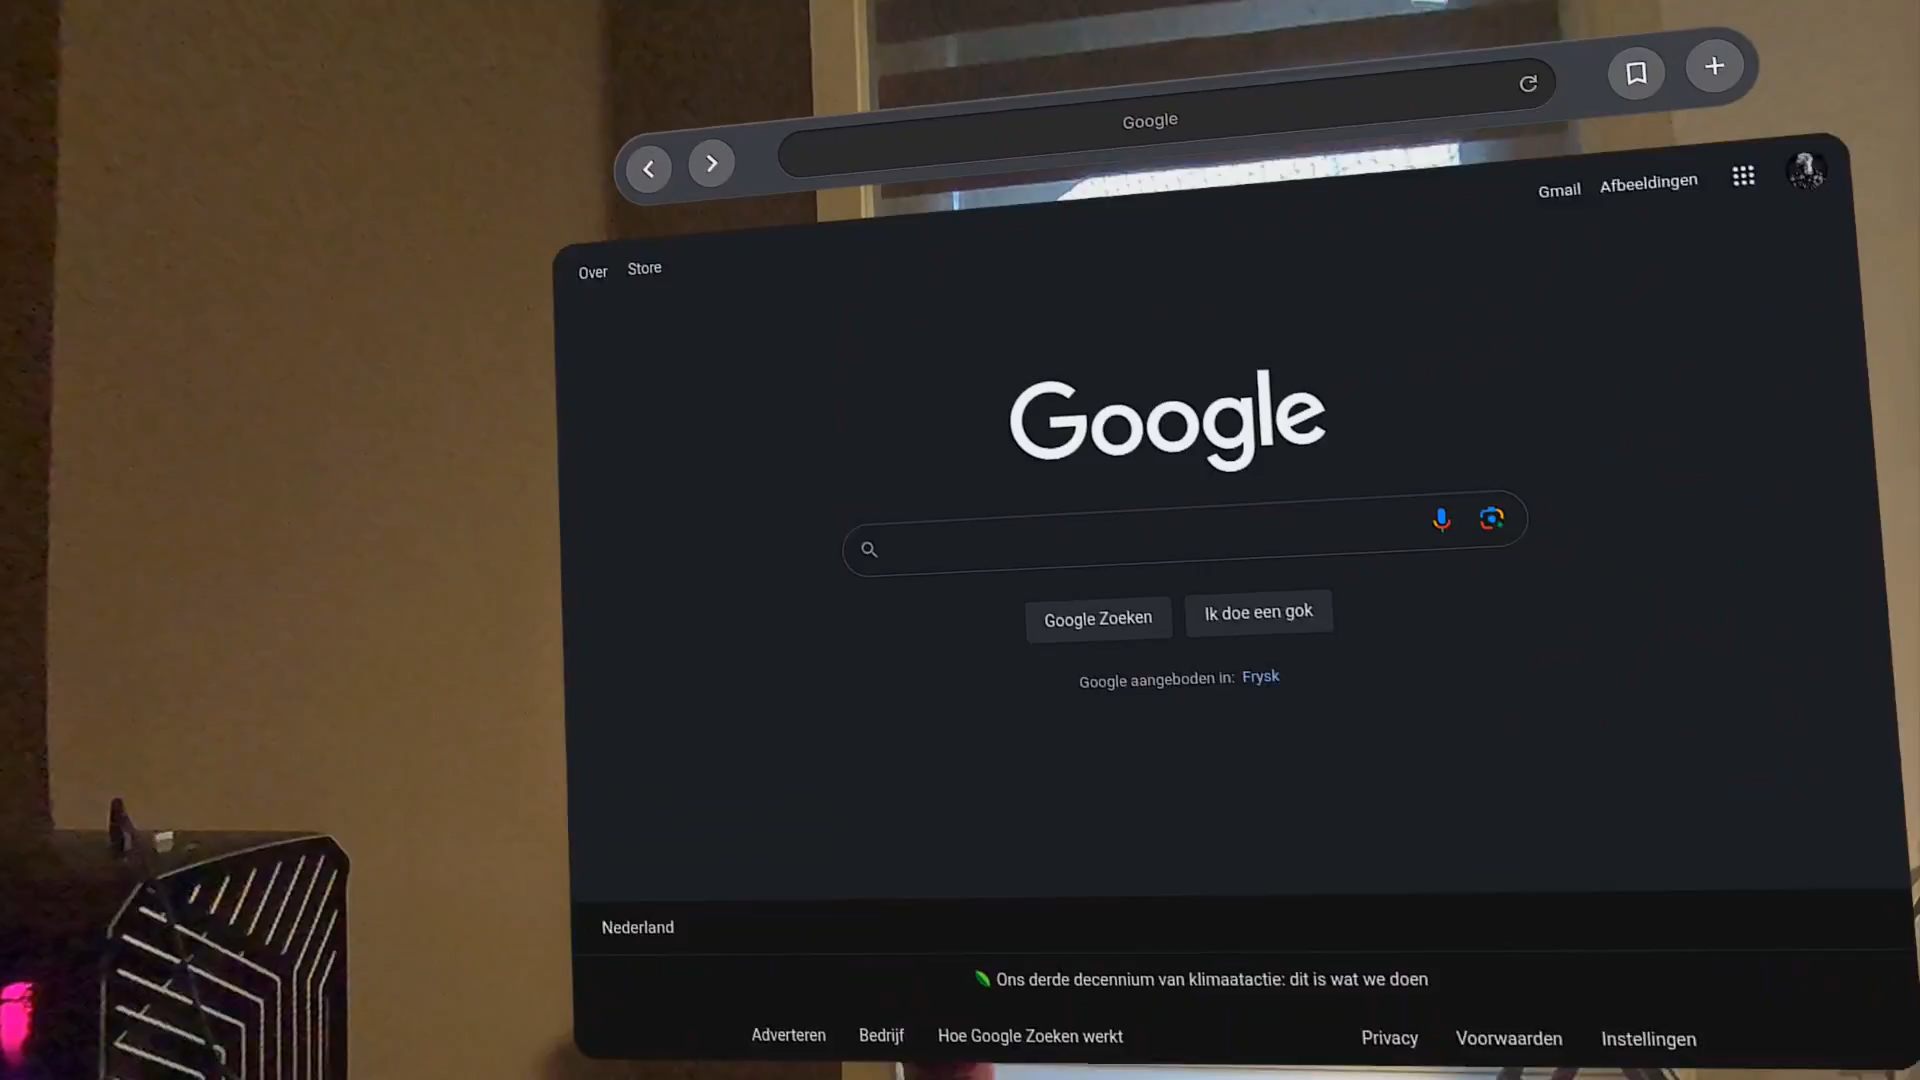 Google
Gmail Afbeeldingen
Over Store
Google
Google Zoeken Ik doe een gok
Google aangeboden in: Frysk
Nederland
Ons derde decennium van klimaatactie: dit is wat we doen
Adverteren Bedrijf Hoe Google Zoeken werkt Privacy Voorwaarden Instellingen